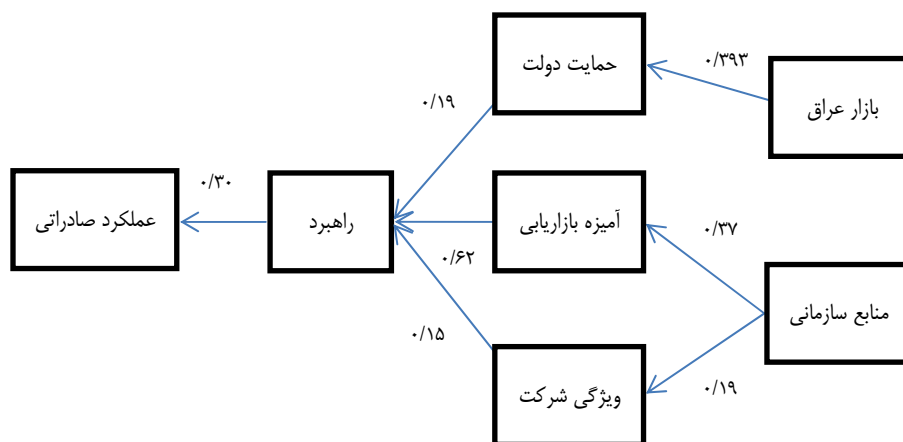 حمایت دولت
۰/۳۹۳
بازار عراق
۰/۱۹
۰/۳۰
عملکرد صادراتی
راهبرد
آمیزه بازاریابی
۰/۳۷
۰/۶۲
منابع سازمانی
۰/۱۵
ویژگی شرکت
۰/۱۹